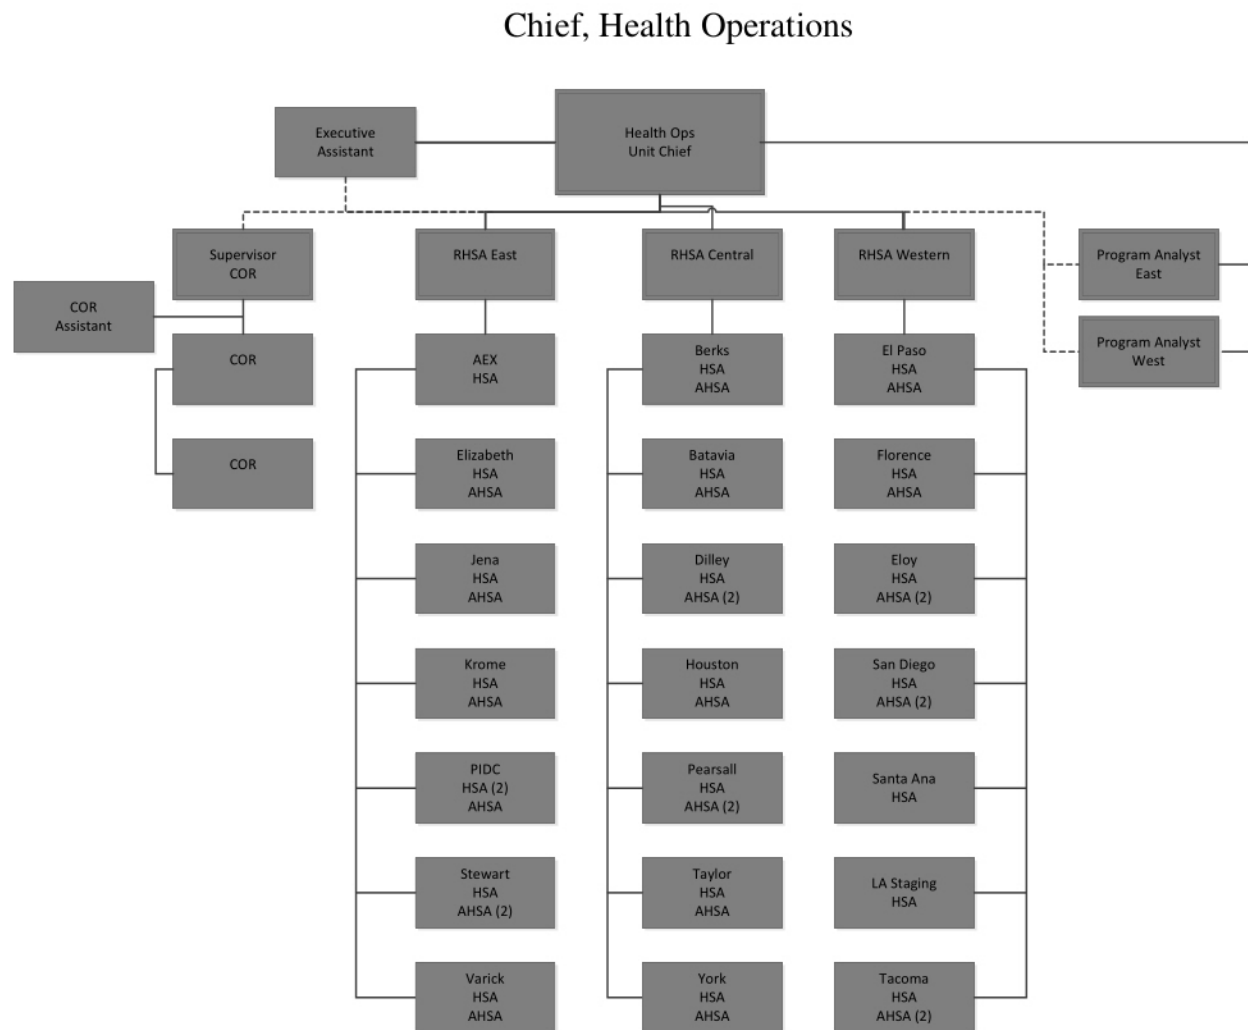 Chief, Health Operations
Executive
Assistant
Health Ops
Unit Chief
Supervisor
COR
RHSA East
RHSA Central
RHSA Western
Program Analyst
East
COR
Assistant
Program Analyst
West
COR
COR
AEX
HSA
Elizabeth
HSA
AHSA
Jena
HSA
AHSA
Krome
HSA
AHSA
PIDC
HSA (2)
AHSA
Stewart
HSA
AHSA (2)
Varick
HSA
AHSA
Berks
HSA
AHSA
Batavia
HSA
AHSA
Dilley
HSA
AHSA (2)
Houston
HSA
AHSA
Pearsall
HSA
AHSA (2)
Taylor
HSA
AHSA
York
HSA
AHSA
El Paso
HSA
AHSA
Florence
HSA
AHSA
Eloy
HSA
AHSA (2)
San Diego
HSA
AHSA (2)
Santa Ana
HSA
LA Staging
HSA
Tacoma
HSA
AHSA (2)